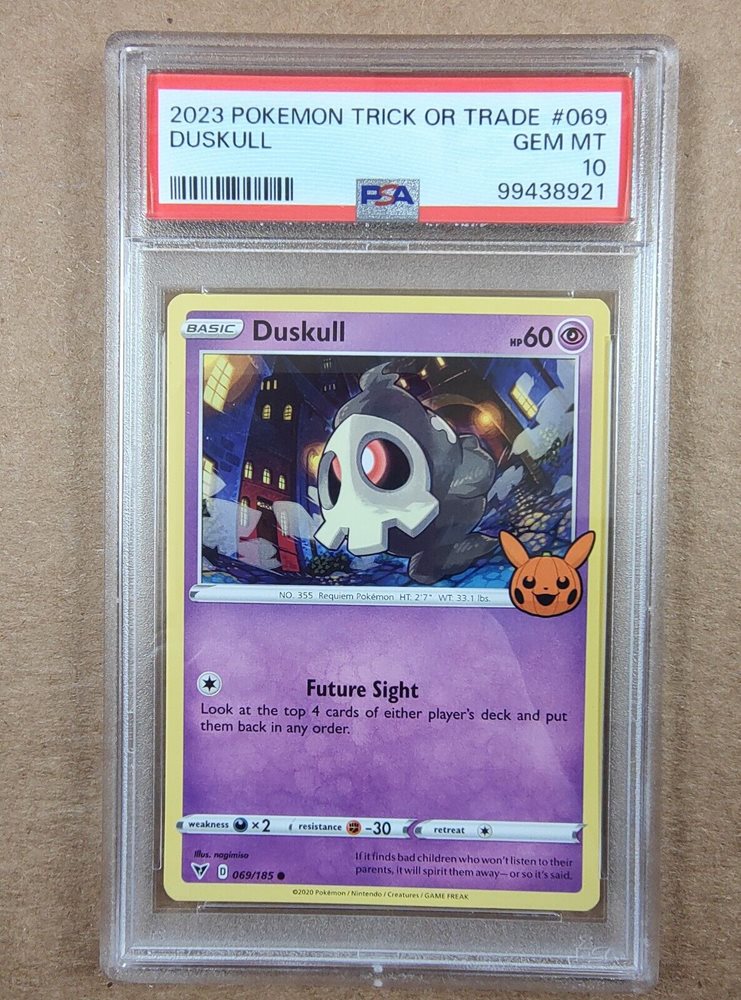 2023 POKEMON TRICK OR TRADE #069
DUSKULL GEM MT
10
PSA 99438921
BASIC Duskull HP 60
NO. 355 Requiem Pokémon HT: 2'7" WT: 33.1 lbs.
Future Sight
Look at the top 4 cards of either player's deck and put
them back in any order.
weakness ×2 resistance -30 retreat
Illus. nagimiso
If it finds bad children who won't listen to their
parents, it will spirit them away—or so it's said.
D 069/185
©2020 Pokémon / Nintendo / Creatures / GAME FREAK